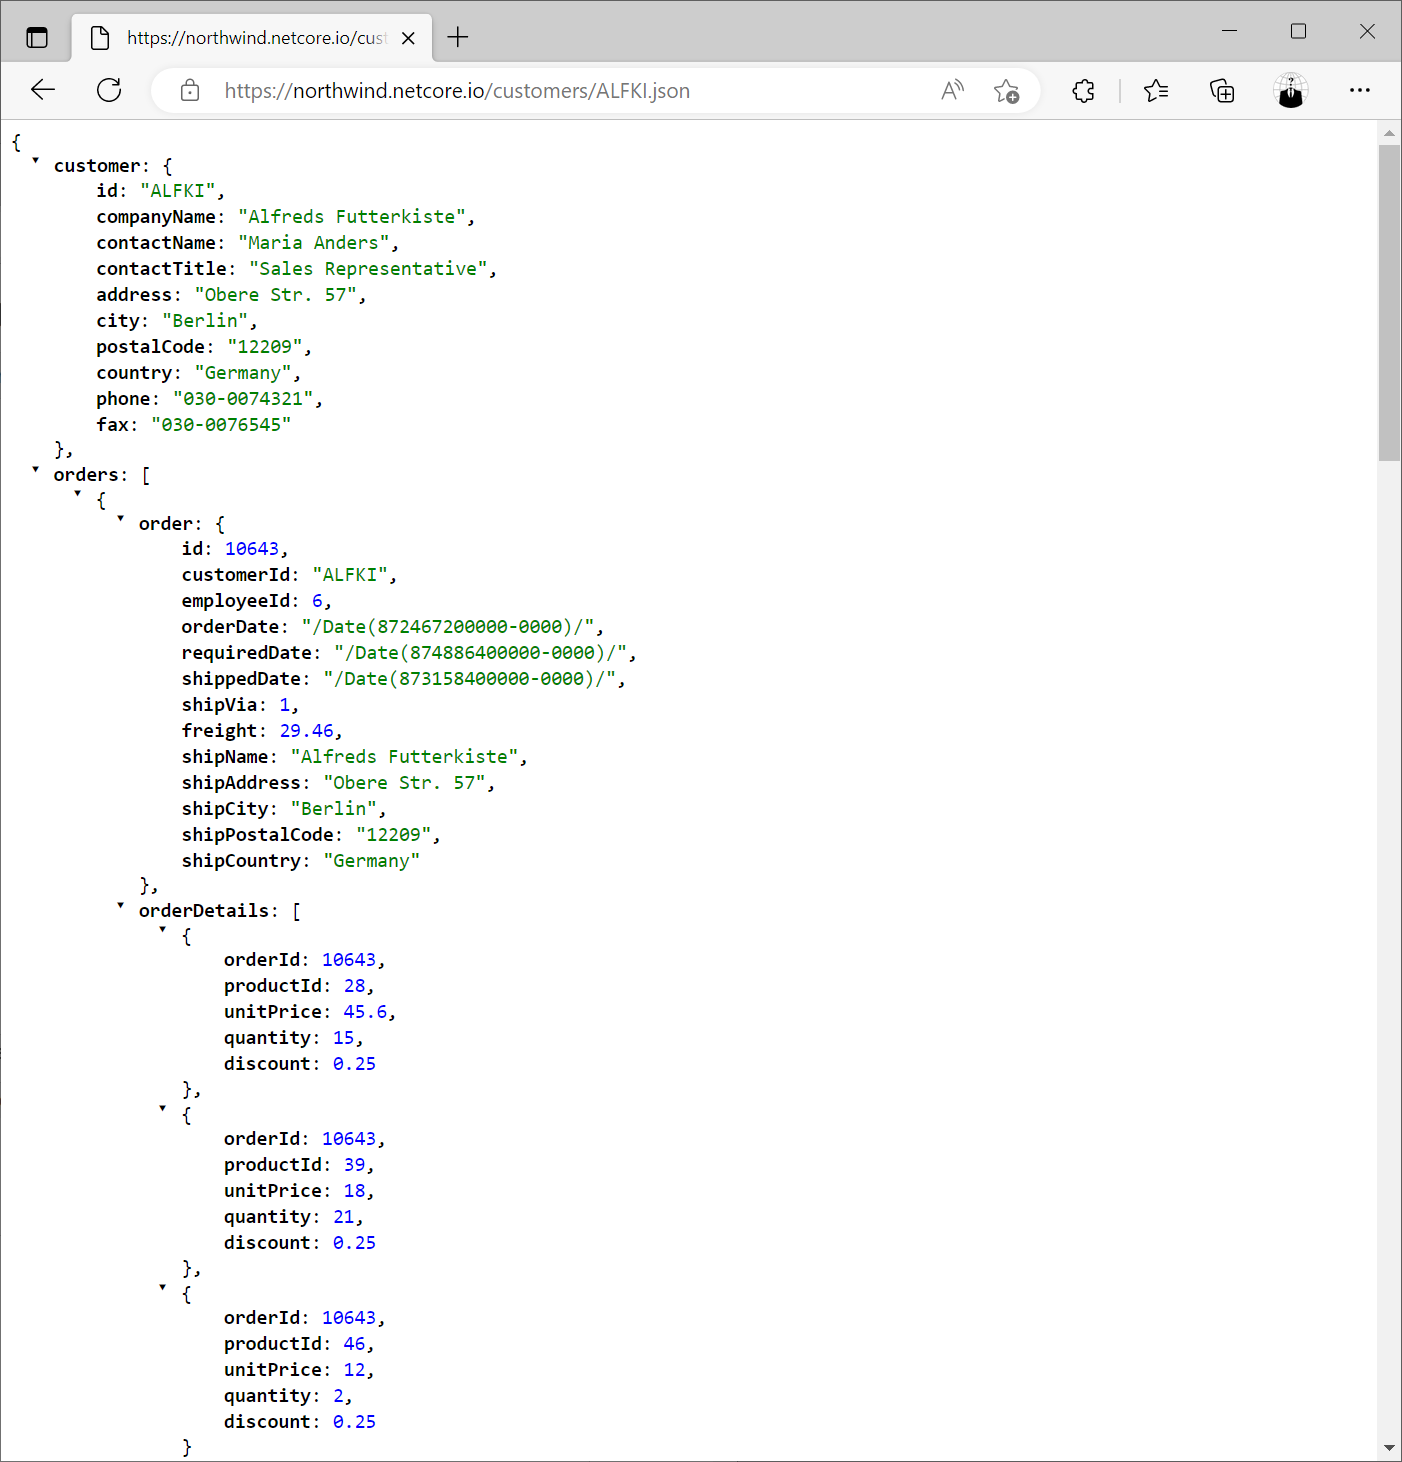 https://northwind.netcore.io/cust
https://northwind.netcore.io/customers/ALFKI.json
{
customer: {
id: "ALFKI",
companyName: "Alfreds Futterkiste",
contactName: "Maria Anders",
contactTitle: "Sales Representative",
address: "Obere Str. 57",
city: "Berlin",
postalCode: "12209",
country: "Germany",
phone: "030-0074321",
fax: "030-0076545"
},
orders: [
{
order: {
id: 10643,
customerId: "ALFKI",
employeeId: 6,
orderDate: "/Date(872467200000-0000)/",
requiredDate: "/Date(874886400000-0000)/",
shippedDate: "/Date(873158400000-0000)/",
shipVia: 1,
freight: 29.46,
shipName: "Alfreds Futterkiste",
shipAddress: "Obere Str. 57",
shipCity: "Berlin",
shipPostalCode: "12209",
shipCountry: "Germany"
},
orderDetails: [
{
orderId: 10643,
productId: 28,
unitPrice: 45.6,
quantity: 15,
discount: 0.25
},
{
orderId: 10643,
productId: 39,
unitPrice: 18,
quantity: 21,
discount: 0.25
},
{
orderId: 10643,
productId: 46,
unitPrice: 12,
quantity: 2,
discount: 0.25
}